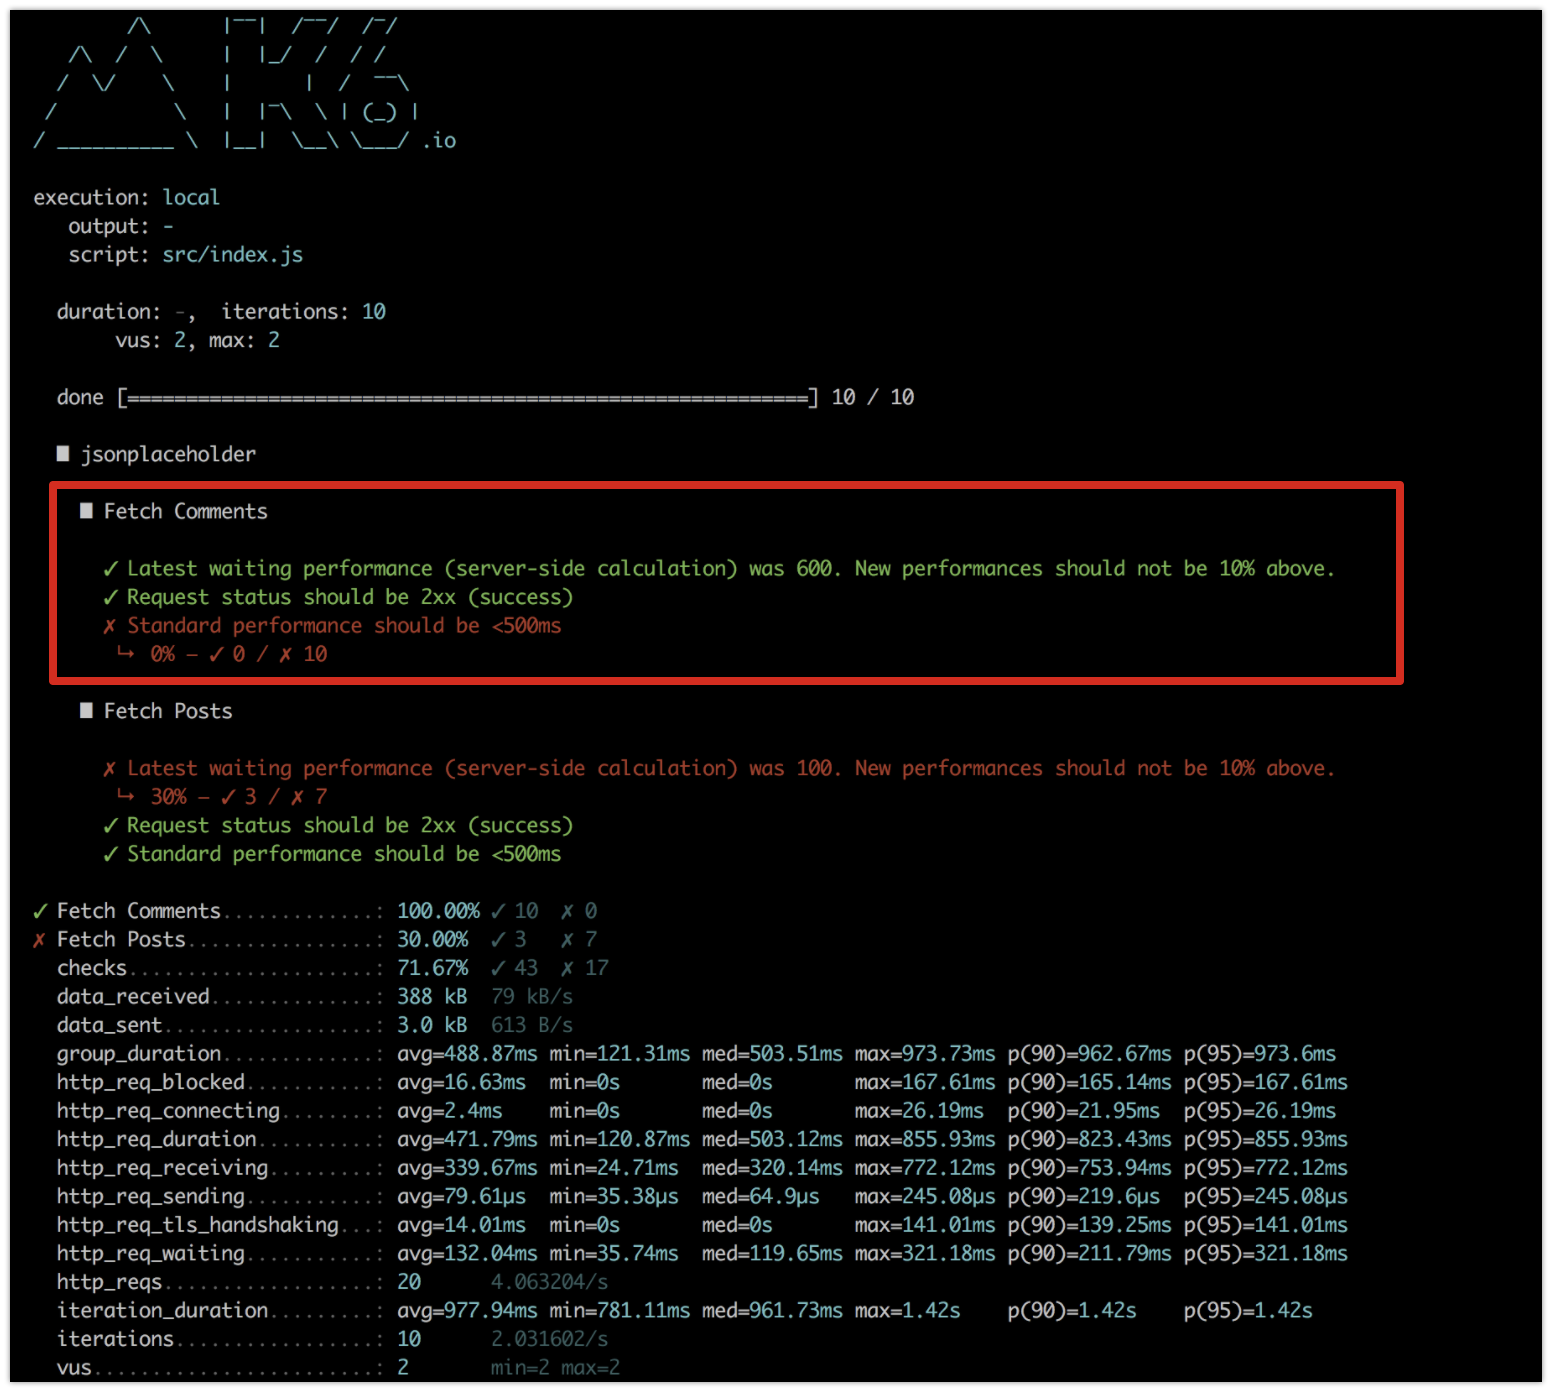 /\      |‾‾|  /‾‾/  /‾/
     /\  /  \     |  |_/  /  / /
    /  \/    \    |      |  /  ‾‾\
   /          \   |  |‾\  \ | (_) |
  / __________ \  |__|  \__\ \___/ .io
execution: local
output: -
script: src/index.js
duration: -,  iterations: 10
vus: 2, max: 2
done [==========================================================] 10 / 10
█ jsonplaceholder
█ Fetch Comments
✓ Latest waiting performance (server-side calculation) was 600. New performances should not be 10% above.
✓ Request status should be 2xx (success)
✗ Standard performance should be <500ms
↳  0% — ✓ 0 / ✗ 10
█ Fetch Posts
✗ Latest waiting performance (server-side calculation) was 100. New performances should not be 10% above.
↳  30% — ✓ 3 / ✗ 7
✓ Request status should be 2xx (success)
✓ Standard performance should be <500ms
✓ Fetch Comments.............: 100.00% ✓ 10  ✗ 0
✗ Fetch Posts................: 30.00%  ✓ 3   ✗ 7
checks.....................: 71.67%  ✓ 43  ✗ 17
data_received..............: 388 kB  79 kB/s
data_sent..................: 3.0 kB  613 B/s
group_duration.............: avg=488.87ms min=121.31ms med=503.51ms max=973.73ms p(90)=962.67ms p(95)=973.6ms
http_req_blocked...........: avg=16.63ms  min=0s       med=0s       max=167.61ms p(90)=165.14ms p(95)=167.61ms
http_req_connecting........: avg=2.4ms    min=0s       med=0s       max=26.19ms  p(90)=21.95ms  p(95)=26.19ms
http_req_duration..........: avg=471.79ms min=120.87ms med=503.12ms max=855.93ms p(90)=823.43ms p(95)=855.93ms
http_req_receiving.........: avg=339.67ms min=24.71ms  med=320.14ms max=772.12ms p(90)=753.94ms p(95)=772.12ms
http_req_sending...........: avg=79.61µs  min=35.38µs  med=64.9µs   max=245.08µs p(90)=219.6µs  p(95)=245.08µs
http_req_tls_handshaking...: avg=14.01ms  min=0s       med=0s       max=141.01ms p(90)=139.25ms p(95)=141.01ms
http_req_waiting...........: avg=132.04ms min=35.74ms  med=119.65ms max=321.18ms p(90)=211.79ms p(95)=321.18ms
http_reqs..................: 20      4.063204/s
iteration_duration.........: avg=977.94ms min=781.11ms med=961.73ms max=1.42s    p(90)=1.42s    p(95)=1.42s
iterations.................: 10      2.031602/s
vus........................: 2       min=2 max=2